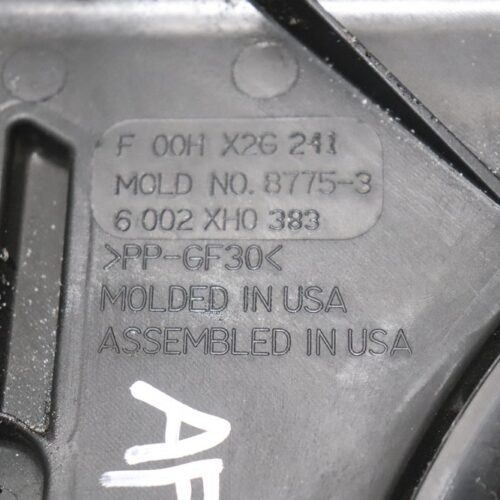 F 00H X2G 241
MOLD NO. 8775-3
6 002 XH0 383
>PP-GF30<
MOLDED IN USA
ASSEMBLED IN USA